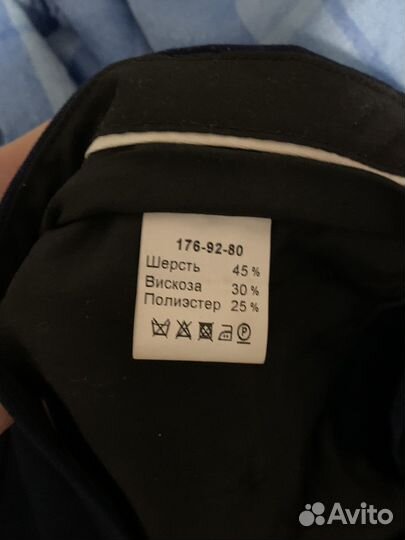 176-92-80
Шерсть 45 %
Вискоза 30 %
Полиэстер 25 %
Avito